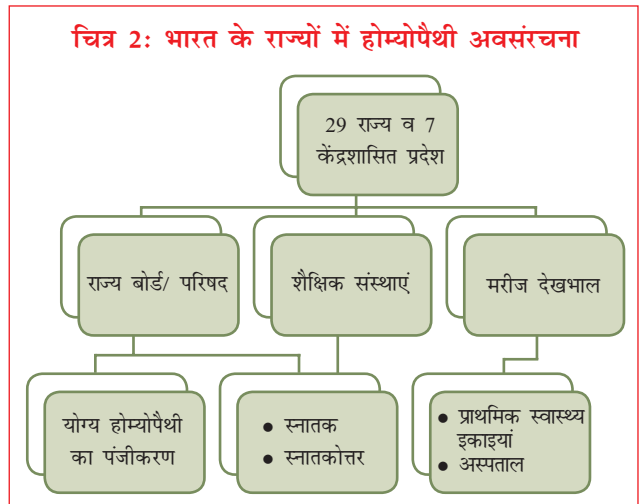 चित्र 2: भारत के राज्यों में होम्योपैथी अवसंरचना
29 राज्य व 7
केंद्रशासित प्रदेश
राज्य बोर्ड/ परिषद
शैक्षिक संस्थाएं
मरीज देखभाल
योग्य होम्योपैथी
का पंजीकरण
● स्नातक
● स्नातकोत्तर
● प्राथमिक स्वास्थ्य
इकाइयां
● अस्पताल